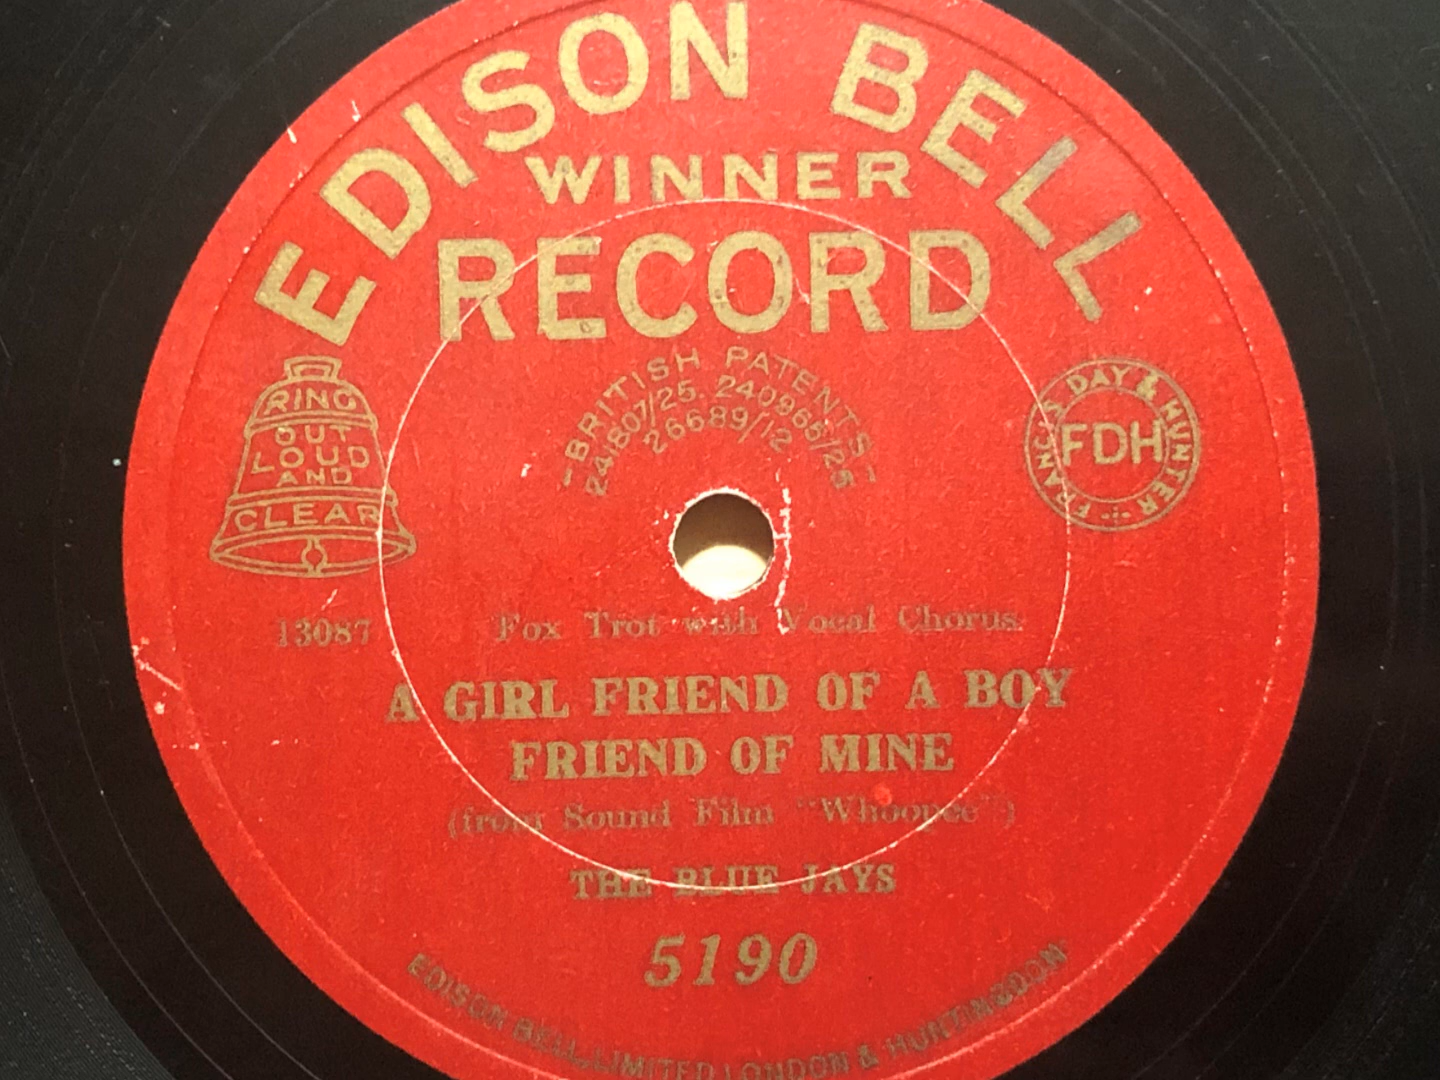 EDISON BELL
WINNER
RECORD
"BRITISH PATENTS"
241807/25. 240965/25
26689/12
RING
OUT
LOUD
AND
CLEAR
FRANCIS, DAY & HUNTER
FDH
13087
Fox Trot with Vocal Chorus.
A GIRL FRIEND OF A BOY
FRIEND OF MINE
(from Sound Film "Whoopee")
THE BLUE JAYS
5190
EDISON BELL, LIMITED, LONDON & HUNTINGDON